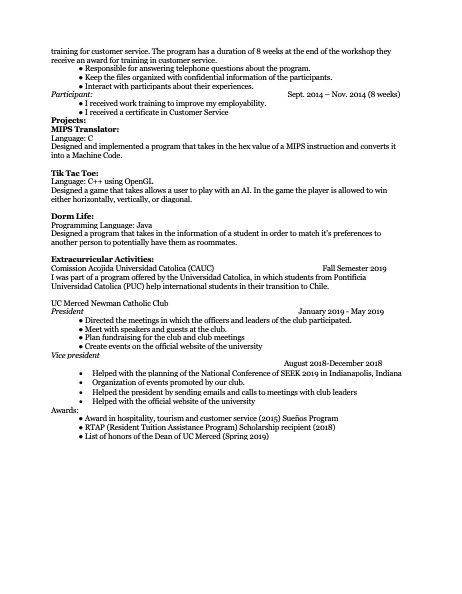 training for customer service. The program has a duration of 8 weeks at the end of the workshop they
receive an award for training in customer service.
● Responsible for answering telephone questions about the program.
● Keep the files organized with confidential information of the participants.
● Interact with participants about their experiences.
Participant: Sept. 2014 – Nov. 2014 (8 weeks)
● I received work training to improve my employability.
● I received a certificate in Customer Service
Projects:
MIPS Translator:
Language: C
Designed and implemented a program that takes in the hex value of a MIPS instruction and converts it
into a Machine Code.
Tik Tac Toe:
Language: C++ using OpenGL
Designed a game that takes allows a user to play with an AI. In the game the player is allowed to win
either horizontally, vertically, or diagonal.
Dorm Life:
Programming Language: Java
Designed a program that takes in the information of a student in order to match it's preferences to
another person to potentially have them as roommates.
Extracurricular Activities:
Comission Acojida Universidad Catolica (CAUC) Fall Semester 2019
I was part of a program offered by the Universidad Catolica, in which students from Pontificia
Universidad Catolica (PUC) help international students in their transition to Chile.
UC Merced Newman Catholic Club
President January 2019 - May 2019
● Directed the meetings in which the officers and leaders of the club participated.
● Meet with speakers and guests at the club.
● Plan fundraising for the club and club meetings
● Create events on the official website of the university
Vice president
August 2018-December 2018
● Helped with the planning of the National Conference of SEEK 2019 in Indianapolis, Indiana
● Organization of events promoted by our club.
● Helped the president by sending emails and calls to meetings with club leaders
● Helped with the official website of the university
Awards:
● Award in hospitality, tourism and customer service (2015) Sueños Program
● RTAP (Resident Tuition Assistance Program) Scholarship recipient (2018)
● List of honors of the Dean of UC Merced (Spring 2019)